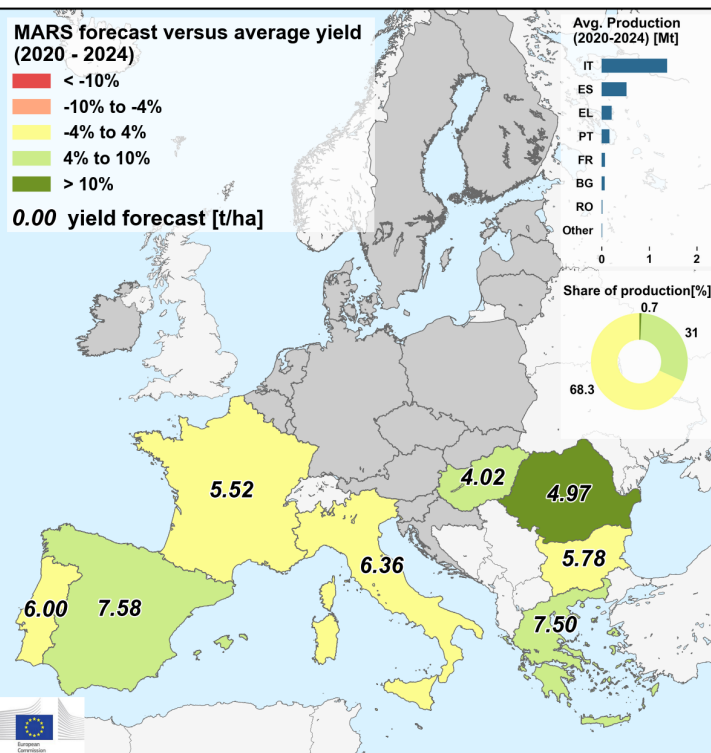 MARS forecast versus average yield
(2020 - 2024)
< -10%
-10% to -4%
-4% to 4%
4% to 10%
> 10%
0.00 yield forecast [t/ha]
Avg. Production
(2020-2024) [Mt]
IT
ES
EL
PT
FR
BG
RO
Other
0 1 2
Share of production[%]
0.7
31
68.3
4.02
4.97
5.52
5.78
6.36
6.00
7.58
7.50
European
Commission